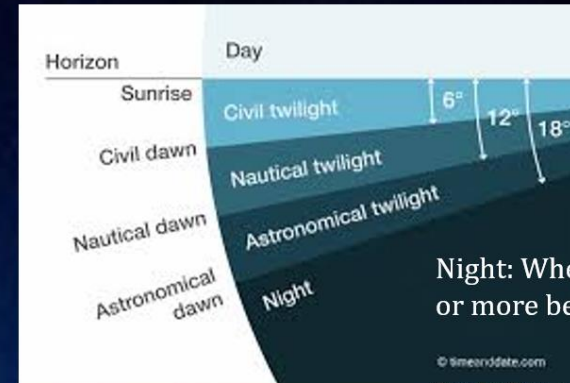 Horizon
Day
Sunrise
Civil twilight
6°
12°
18°
Civil dawn
Nautical twilight
Nautical dawn
Astronomical twilight
Astronomical
dawn
Night
Night: Whe
or more be
© timeanddate.com